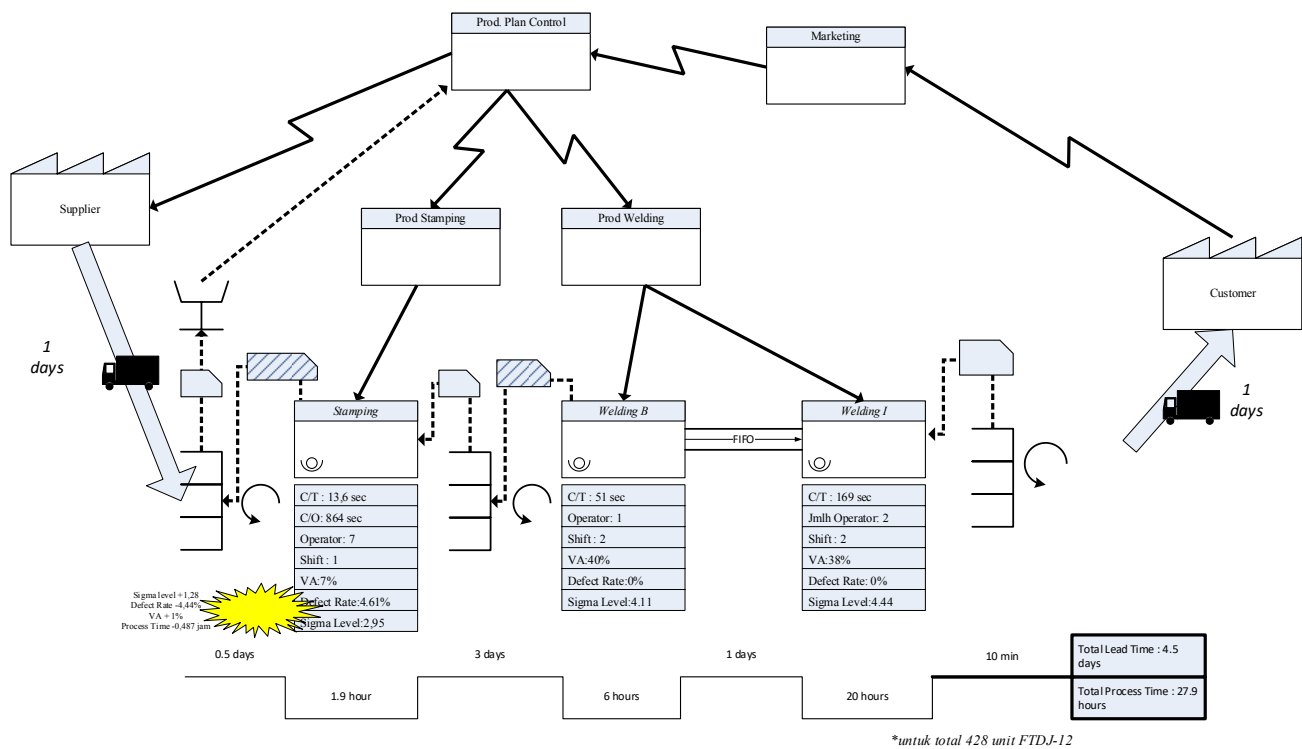 Prod. Plan Control
Marketing
Supplier
Prod Stamping
Prod Welding
Customer
1
days
1
days
Stamping
Welding B
Welding I
FIFO
C/T : 13,6 sec
C/O: 864 sec
Operator: 7
Shift : 1
VA:7%
Defect Rate:4.61%
Sigma Level:2,95
C/T : 51 sec
Operator: 1
Shift : 2
VA:40%
Defect Rate:0%
Sigma Level:4.11
C/T : 169 sec
Jmlh Operator: 2
Shift : 2
VA:38%
Defect Rate: 0%
Sigma Level:4.44
Sigma level +1,28
Defect Rate -4,44%
VA + 1%
Process Time -0,487 jam
0.5 days
3 days
1 days
10 min
1.9 hour
6 hours
20 hours
Total Lead Time : 4.5
days
Total Process Time : 27.9
hours
*untuk total 428 unit FTDJ-12